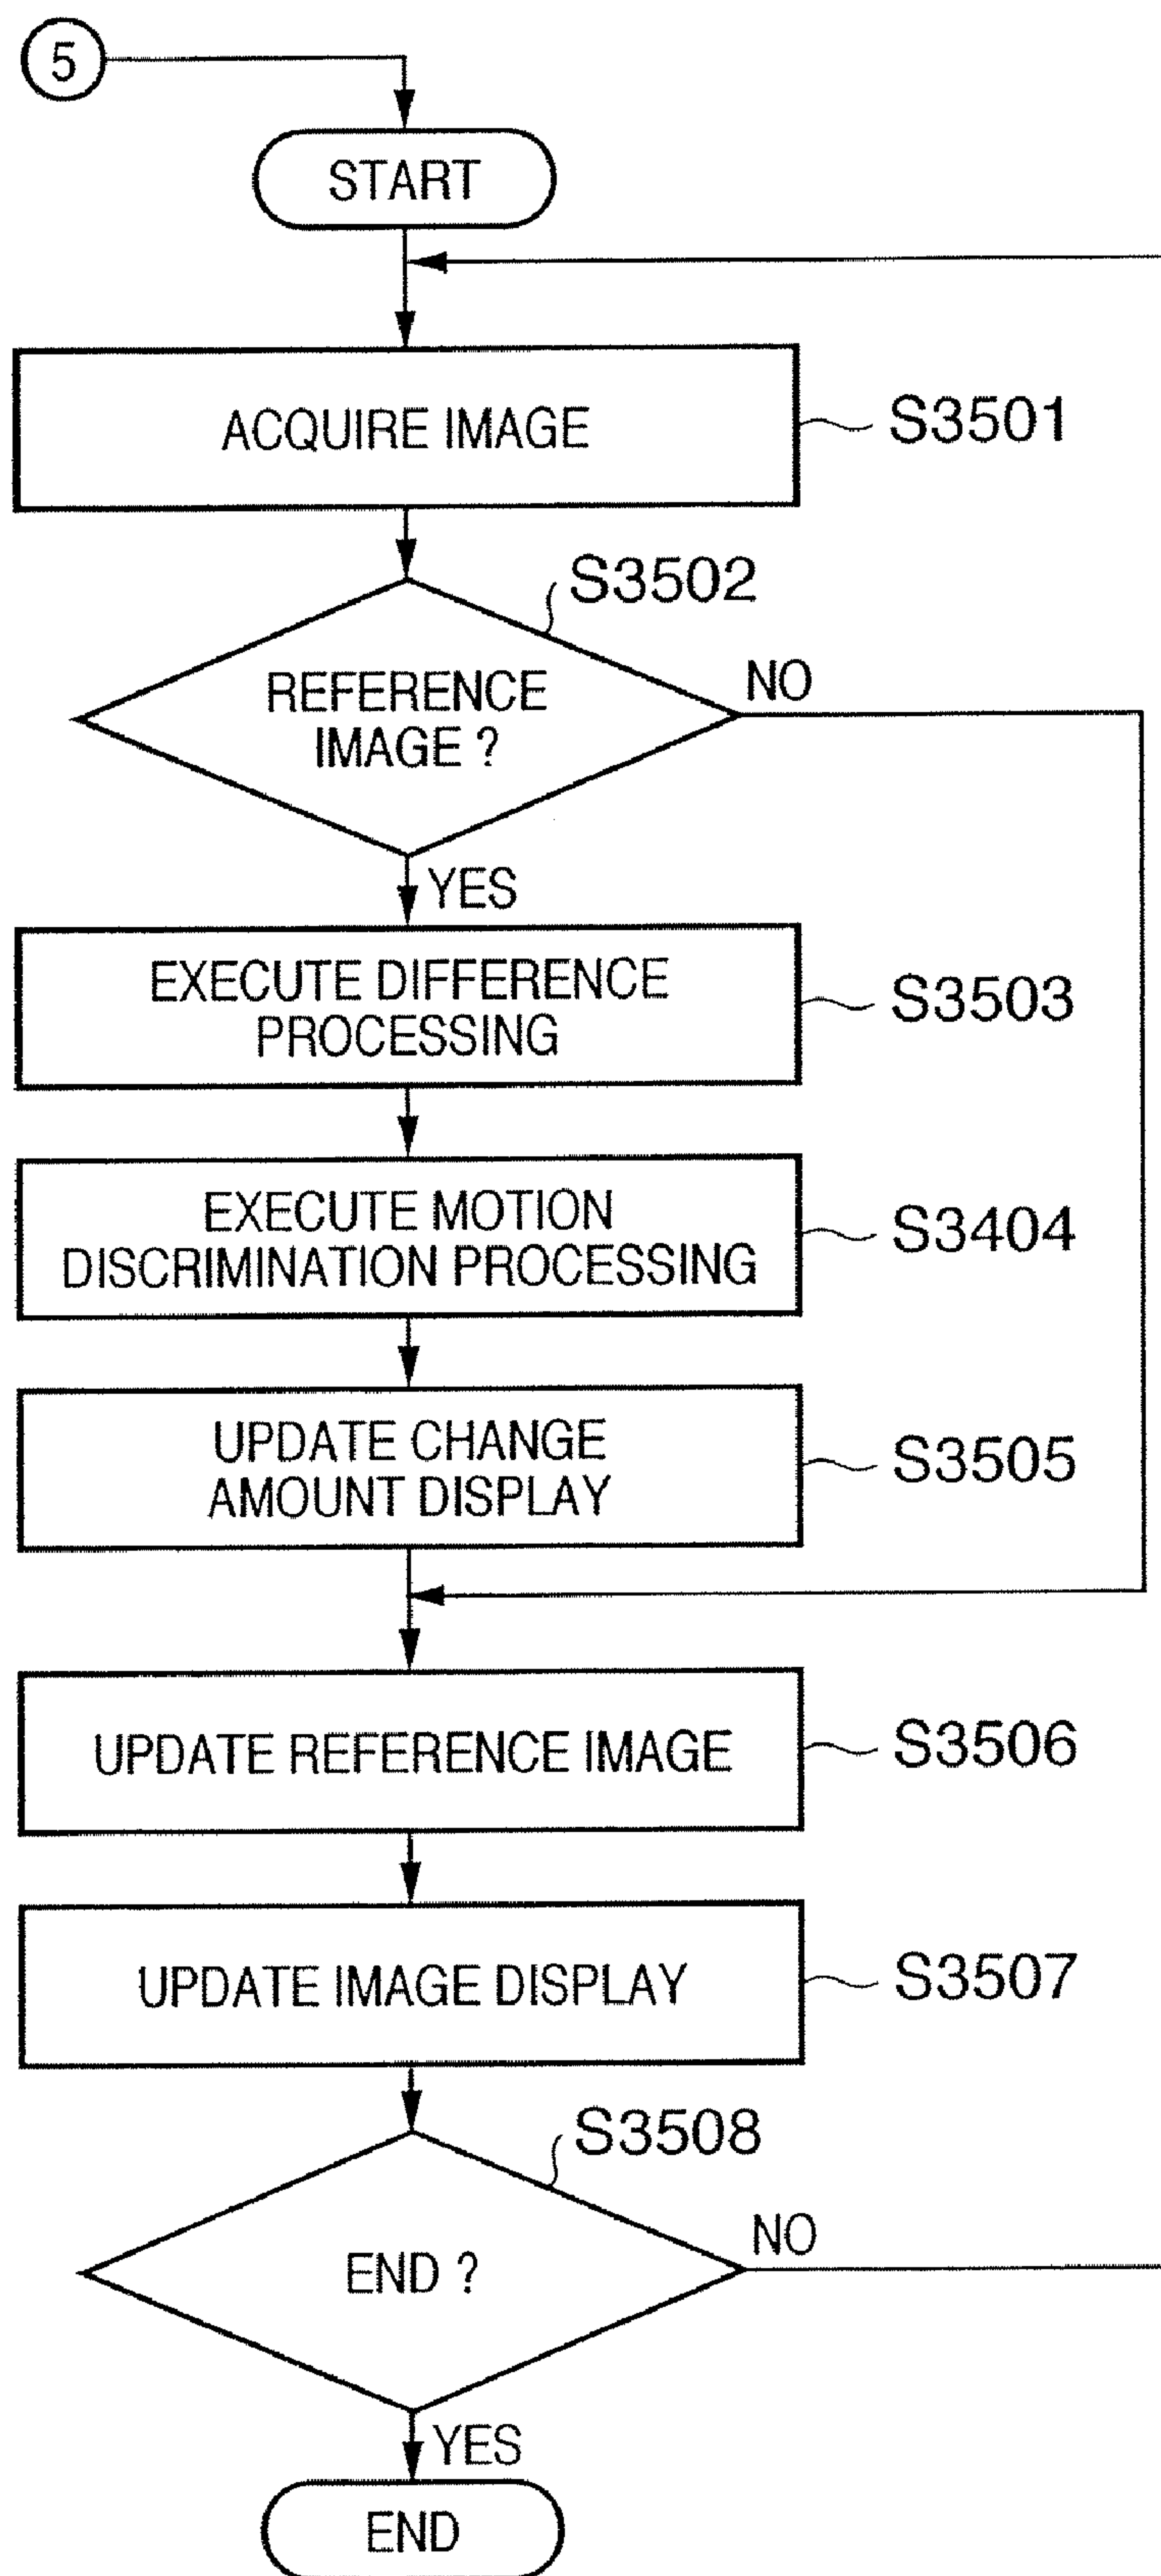 5
START
ACQUIRE IMAGE
S3501
S3502
REFERENCE
IMAGE ?
NO
YES
EXECUTE DIFFERENCE
PROCESSING
S3503
EXECUTE MOTION
DISCRIMINATION PROCESSING
S3404
UPDATE CHANGE
AMOUNT DISPLAY
S3505
UPDATE REFERENCE IMAGE
S3506
UPDATE IMAGE DISPLAY
S3507
S3508
END ?
NO
YES
END